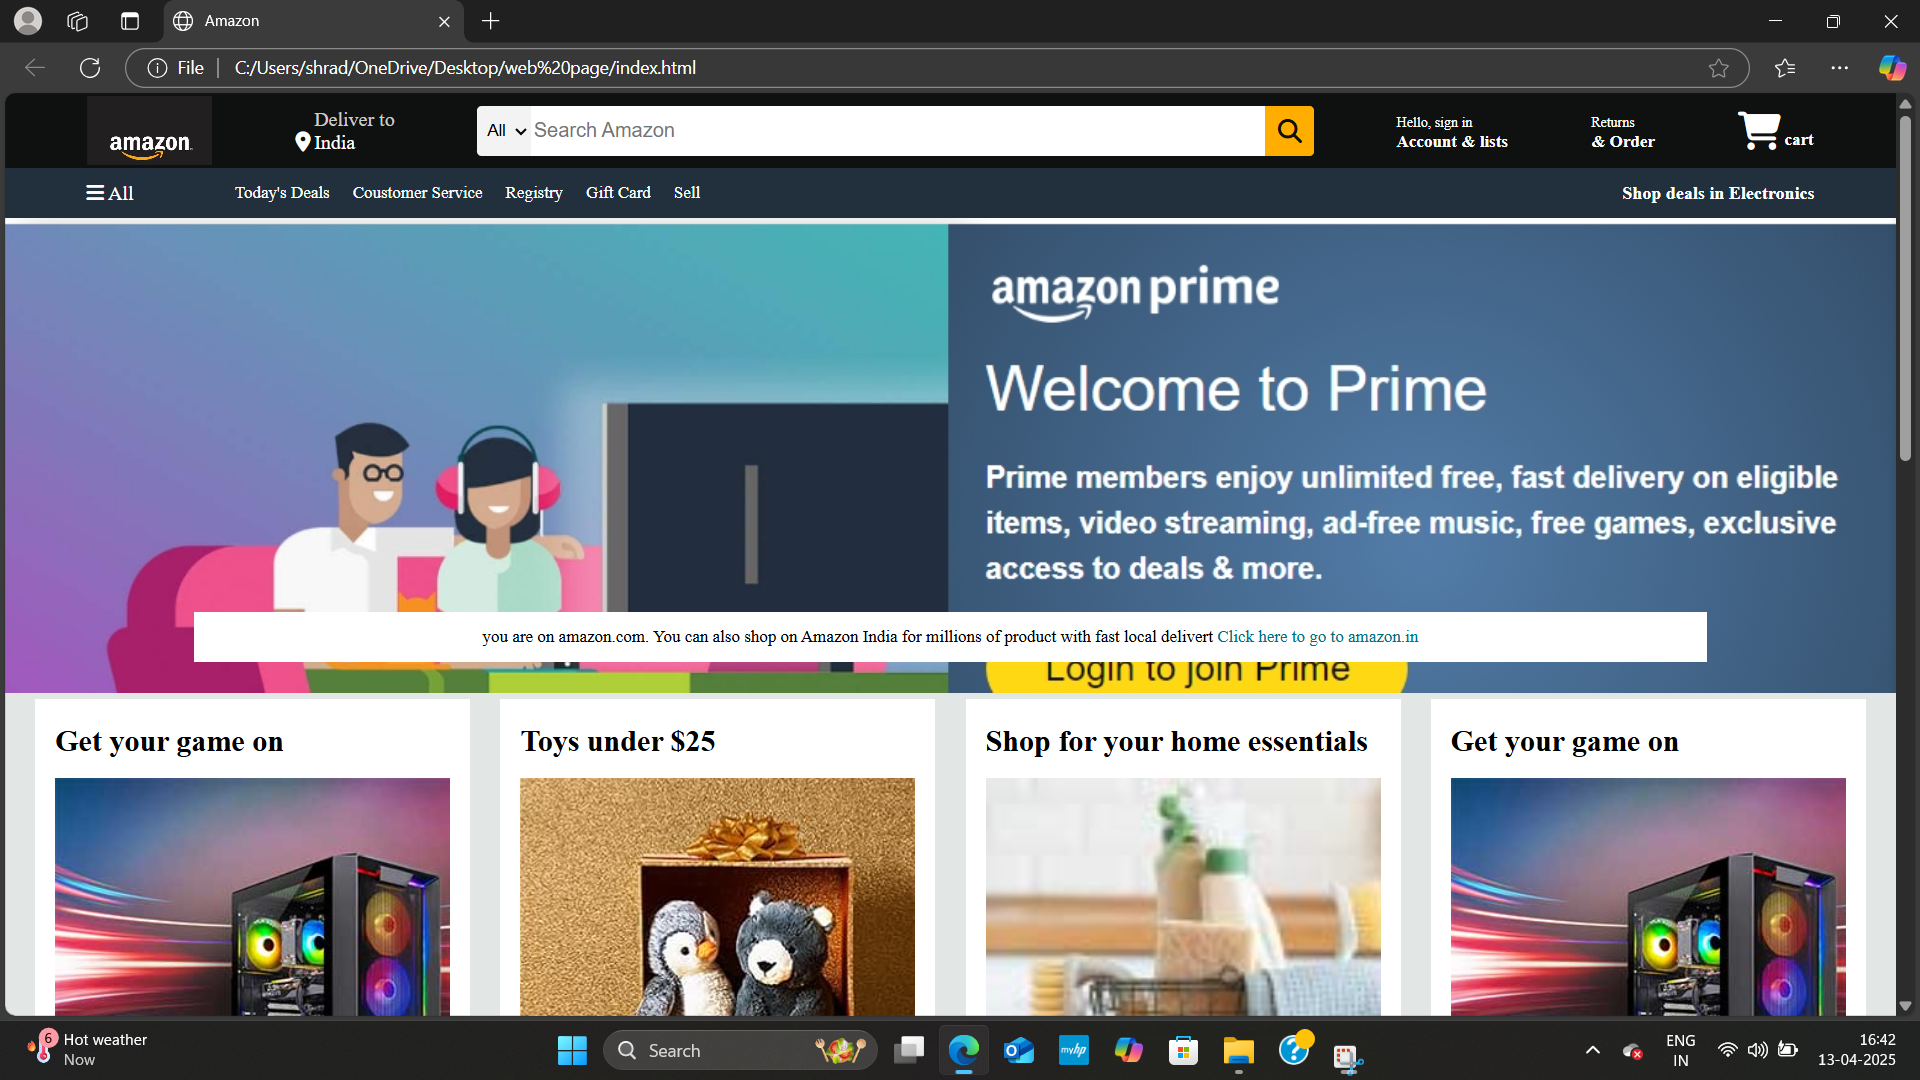 Amazon
File
C:/Users/shrad/OneDrive/Desktop/web%20page/index.html
amazon
Deliver to
India
All
Search Amazon
Hello, sign in
Account & lists
Returns
& Order
cart
All
Today's Deals
Coustomer Service
Registry
Gift Card
Sell
Shop deals in Electronics
amazon prime
Welcome to Prime
Prime members enjoy unlimited free, fast delivery on eligible
items, video streaming, ad-free music, free games, exclusive
access to deals & more.
you are on amazon.com. You can also shop on Amazon India for millions of product with fast local delivert Click here to go to amazon.in
Login to join Prime
Get your game on
Toys under $25
Shop for your home essentials
Get your game on
6
Hot weather
Now
Search
myhp
ENG
IN
16:42
13-04-2025